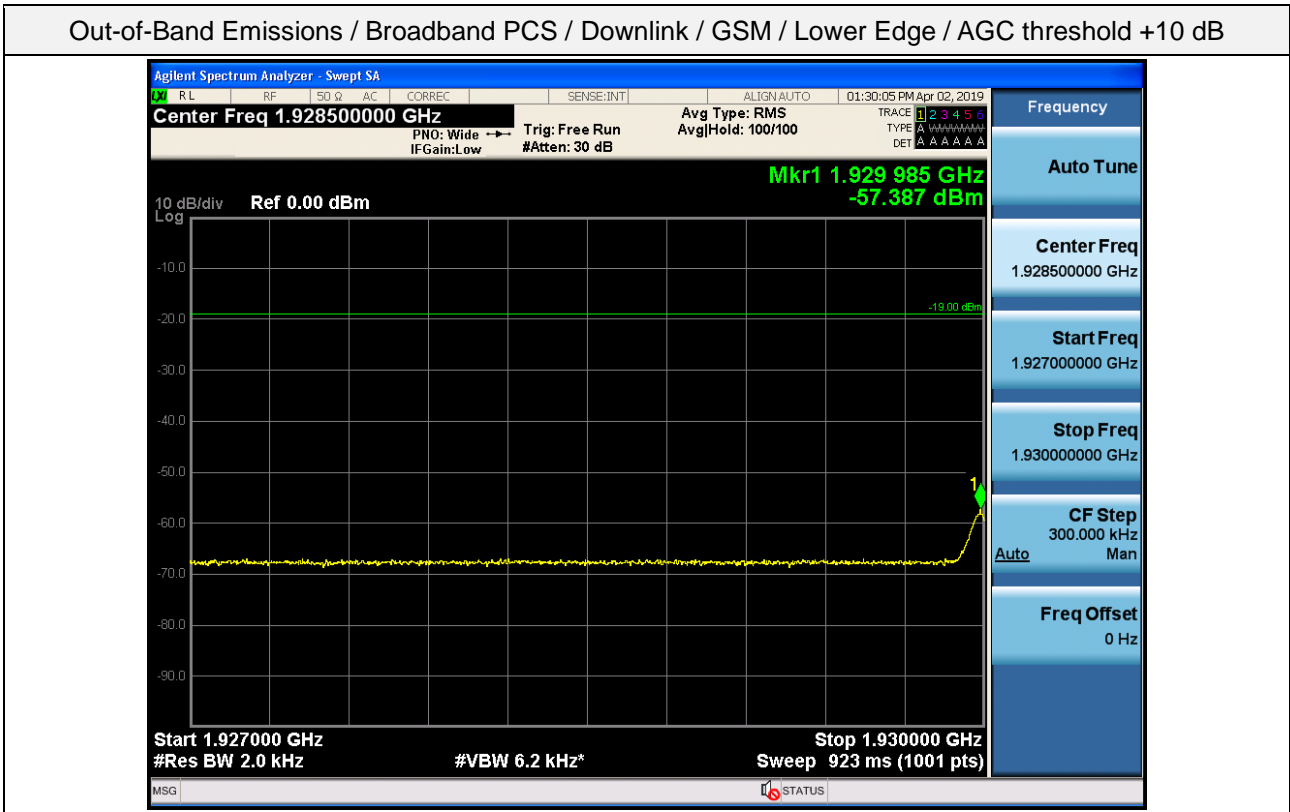 Out-of-Band Emissions / Broadband PCS / Downlink / GSM / Lower Edge / AGC threshold +10 dB
Agilent Spectrum Analyzer - Swept SA
LXI RL RF 50 Ω AC CORREC SENSE:INT ALIGN AUTO 01:30:05 PM Apr 02, 2019
Center Freq 1.928500000 GHz
PNO: Wide
IFGain:Low
Trig: Free Run
#Atten: 30 dB
Avg Type: RMS
Avg|Hold: 100/100
TRACE 1 2 3 4 5 6
TYPE A WWWWWW
DET A A A A A A
Mkr1 1.929 985 GHz
-57.387 dBm
10 dB/div Ref 0.00 dBm
Log
-10.0
-19.00 dBm
-20.0
-30.0
-40.0
-50.0
1
-60.0
-70.0
-80.0
-90.0
Start 1.927000 GHz Stop 1.930000 GHz
#Res BW 2.0 kHz #VBW 6.2 kHz* Sweep 923 ms (1001 pts)
MSG STATUS
Frequency
Auto Tune
Center Freq
1.928500000 GHz
Start Freq
1.927000000 GHz
Stop Freq
1.930000000 GHz
CF Step
300.000 kHz
Auto Man
Freq Offset
0 Hz